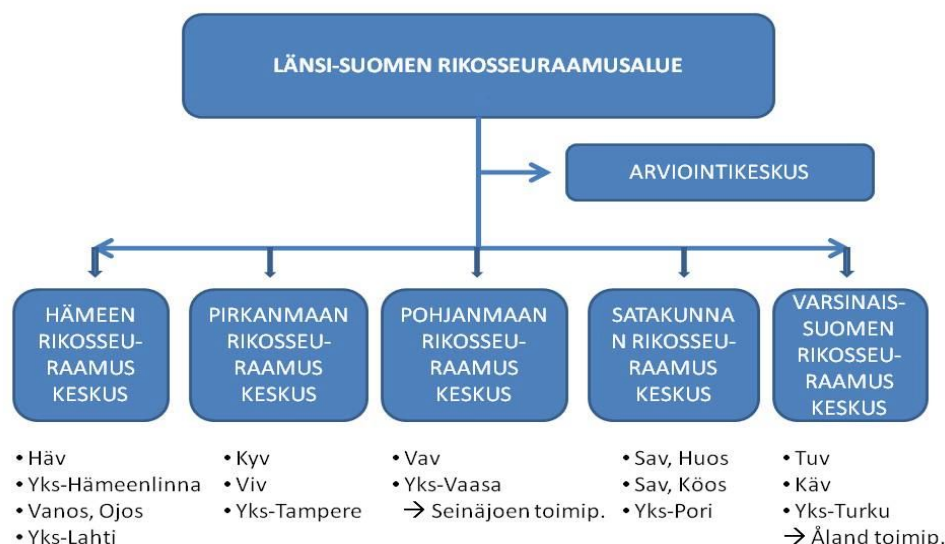 LÄNSI-SUOMEN RIKOSSEURAAMUSALUE
ARVIOINTIKESKUS
HÄMEEN
RIKOSSEU-
RAAMUS
KESKUS
PIRKANMAAN
RIKOSSEU-
RAAMUS
KESKUS
POHJANMAAN
RIKOSSEU-
RAAMUS
KESKUS
SATAKUNNA
N RIKOSSEU-
RAAMUS
KESKUS
VARSINAIS-
SUOMEN
RIKOSSEU-
RAAMUS
KESKUS
• Häv
• Yks-Hämeenlinna
• Vanos, Ojos
• Yks-Lahti
• Kyv
• Viv
• Yks-Tampere
• Vav
• Yks-Vaasa
→ Seinäjoen toimip.
• Sav, Huos
• Sav, Köos
• Yks-Pori
• Tuv
• Käv
• Yks-Turku
→ Åland toimip.